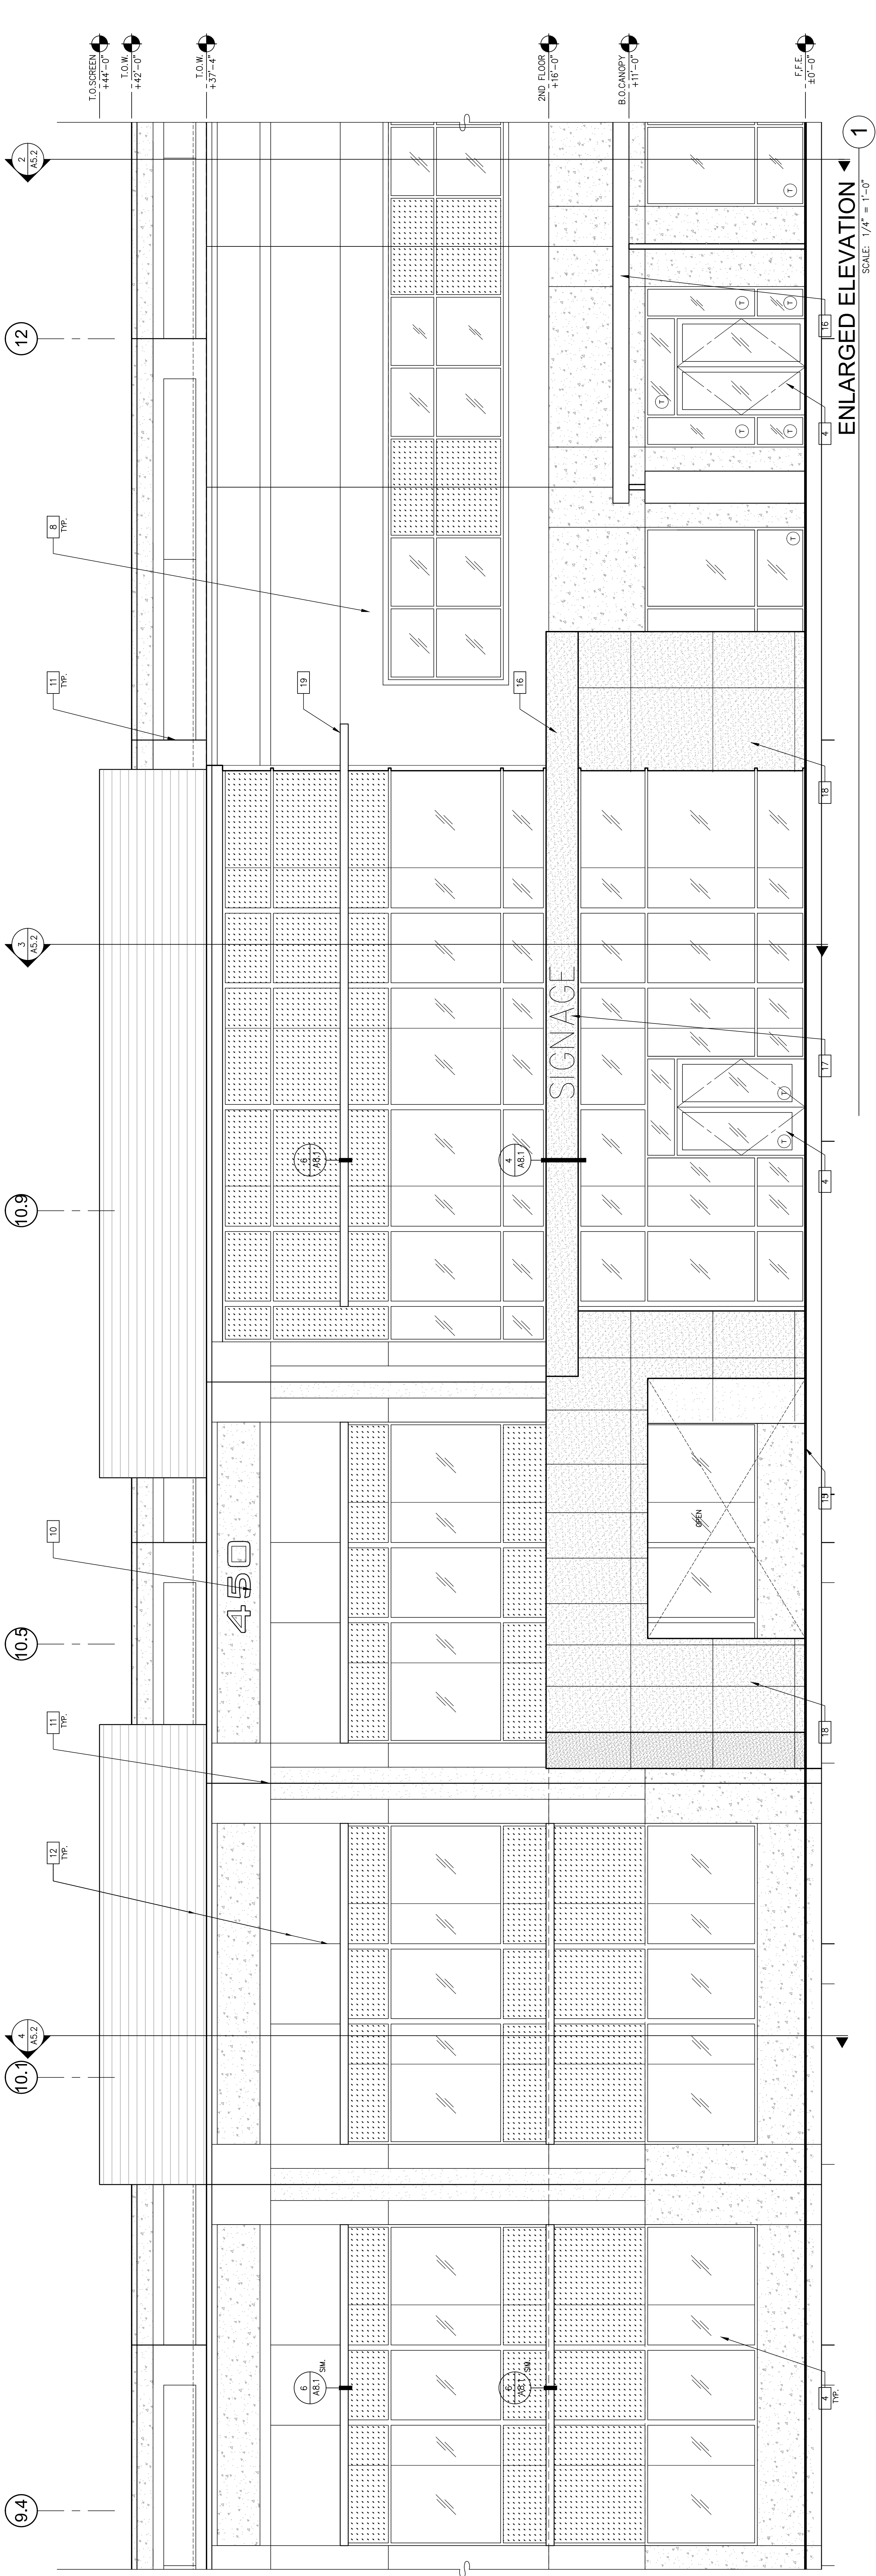 9.4
10.1
10.5
10.9
12
4
A5.2
3
A5.2
2
A5.2
12
TYP.
11
TYP.
10
11
TYP.
8
TYP.
T.O.SCREEN
+44'-0"
T.O.W.
+42'-0"
T.O.W.
+37'-4"
2ND FLOOR
+16'-0"
B.O.CANOPY
+11'-0"
F.F.E.
±0'-0"
450
6
A8.1
SIM.
6
A8.1
19
6
A8.1
SIM.
4
A8.1
16
SIGNAGE
OPEN
T
T
T
T
T
T
T
T
T
4
TYP.
18
15
4
17
18
4
16
1
ENLARGED ELEVATION
SCALE: 1/4" = 1'-0"